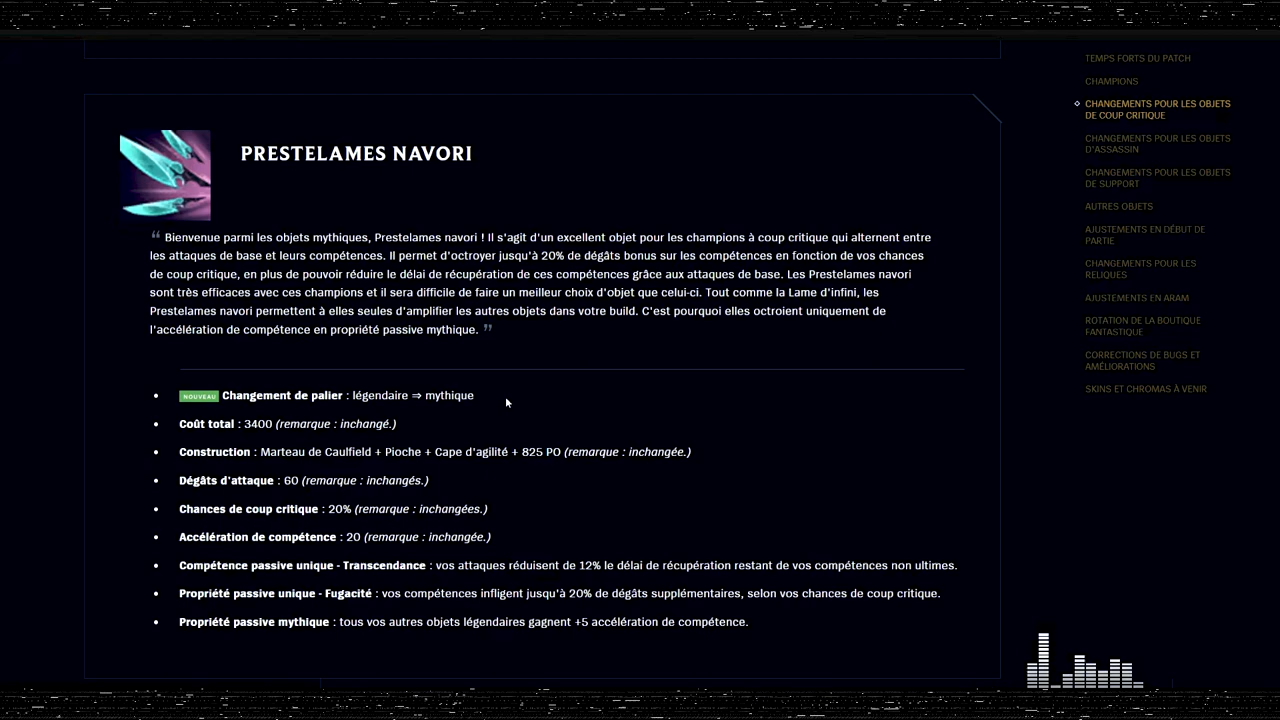 PRESTELAMES NAVORI
“ Bienvenue parmi les objets mythiques, Prestelames navori ! Il s'agit d'un excellent objet pour les champions à coup critique qui alternent entre
les attaques de base et leurs compétences. Il permet d'octroyer jusqu'à 20% de dégâts bonus sur les compétences en fonction de vos chances
de coup critique, en plus de pouvoir réduire le délai de récupération de ces compétences grâce aux attaques de base. Les Prestelames navori
sont très efficaces avec ces champions et il sera difficile de faire un meilleur choix d'objet que celui-ci. Tout comme la Lame d'infini, les
Prestelames navori permettent à elles seules d'amplifier les autres objets dans votre build. C'est pourquoi elles octroient uniquement de
l'accélération de compétence en propriété passive mythique. ”
• NOUVEAU Changement de palier : légendaire ⇒ mythique
• Coût total : 3400 (remarque : inchangé.)
• Construction : Marteau de Caulfield + Pioche + Cape d'agilité + 825 PO (remarque : inchangée.)
• Dégâts d'attaque : 60 (remarque : inchangés.)
• Chances de coup critique : 20% (remarque : inchangées.)
• Accélération de compétence : 20 (remarque : inchangée.)
• Compétence passive unique - Transcendance : vos attaques réduisent de 12% le délai de récupération restant de vos compétences non ultimes.
• Propriété passive unique - Fugacité : vos compétences infligent jusqu'à 20% de dégâts supplémentaires, selon vos chances de coup critique.
• Propriété passive mythique : tous vos autres objets légendaires gagnent +5 accélération de compétence.
TEMPS FORTS DU PATCH
CHAMPIONS
CHANGEMENTS POUR LES OBJETS
DE COUP CRITIQUE
CHANGEMENTS POUR LES OBJETS
D'ASSASSIN
CHANGEMENTS POUR LES OBJETS
DE SUPPORT
AUTRES OBJETS
AJUSTEMENTS EN DÉBUT DE
PARTIE
CHANGEMENTS POUR LES
RELIQUES
AJUSTEMENTS EN ARAM
ROTATION DE LA BOUTIQUE
FANTASTIQUE
CORRECTIONS DE BUGS ET
AMÉLIORATIONS
SKINS ET CHROMAS À VENIR